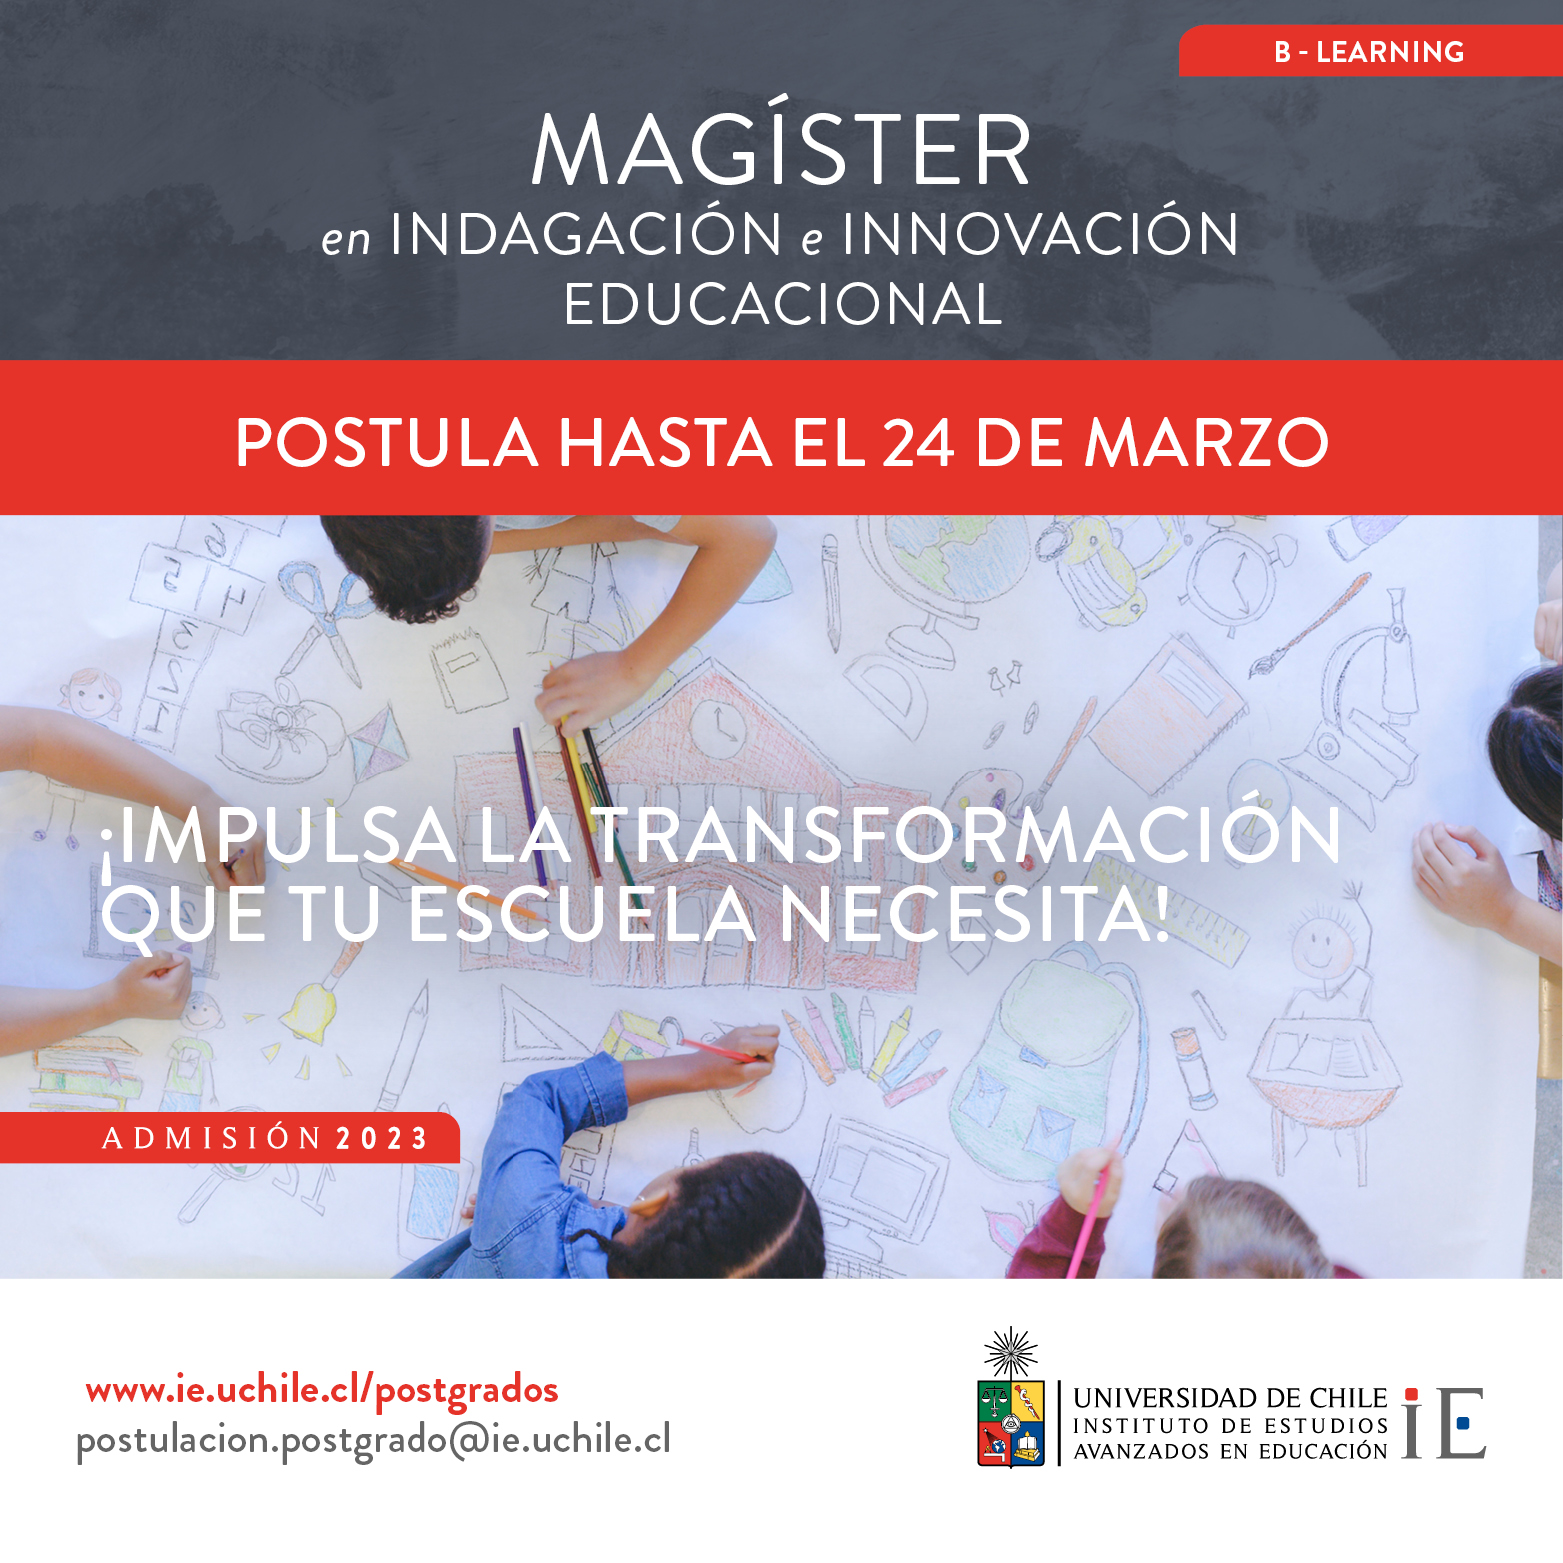 B - LEARNING
MAGÍSTER
en INDAGACIÓN e INNOVACIÓN
EDUCACIONAL
POSTULA HASTA EL 24 DE MARZO
¡IMPULSA LA TRANSFORMACIÓN
QUE TU ESCUELA NECESITA!
ADMISIÓN 2023
www.ie.uchile.cl/postgrados
postulacion.postgrado@ie.uchile.cl
UNIVERSIDAD DE CHILE
INSTITUTO DE ESTUDIOS
AVANZADOS EN EDUCACIÓN
iE